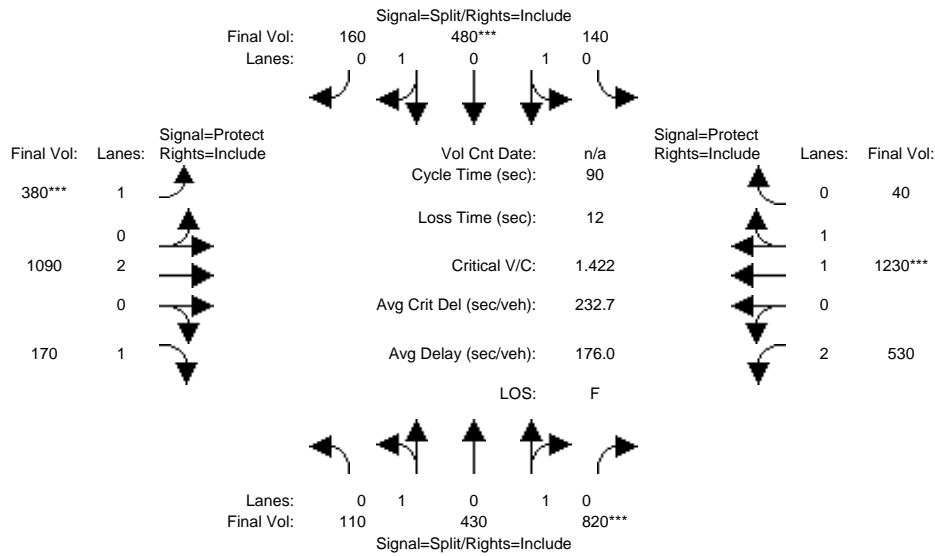 Signal=Split/Rights=Include
Final Vol: 160 480*** 140
Lanes: 0 1 0 1 0
Signal=Protect Signal=Protect
Final Vol: Lanes: Rights=Include Vol Cnt Date: n/a Rights=Include Lanes: Final Vol:
Cycle Time (sec): 90
380*** 1 0 40
Loss Time (sec): 12
0 1
1090 2 Critical V/C: 1.422 1 1230***
0 Avg Crit Del (sec/veh): 232.7 0
170 1 Avg Delay (sec/veh): 176.0 2 530
LOS: F
Lanes: 0 1 0 1 0
Final Vol: 110 430 820***
Signal=Split/Rights=Include